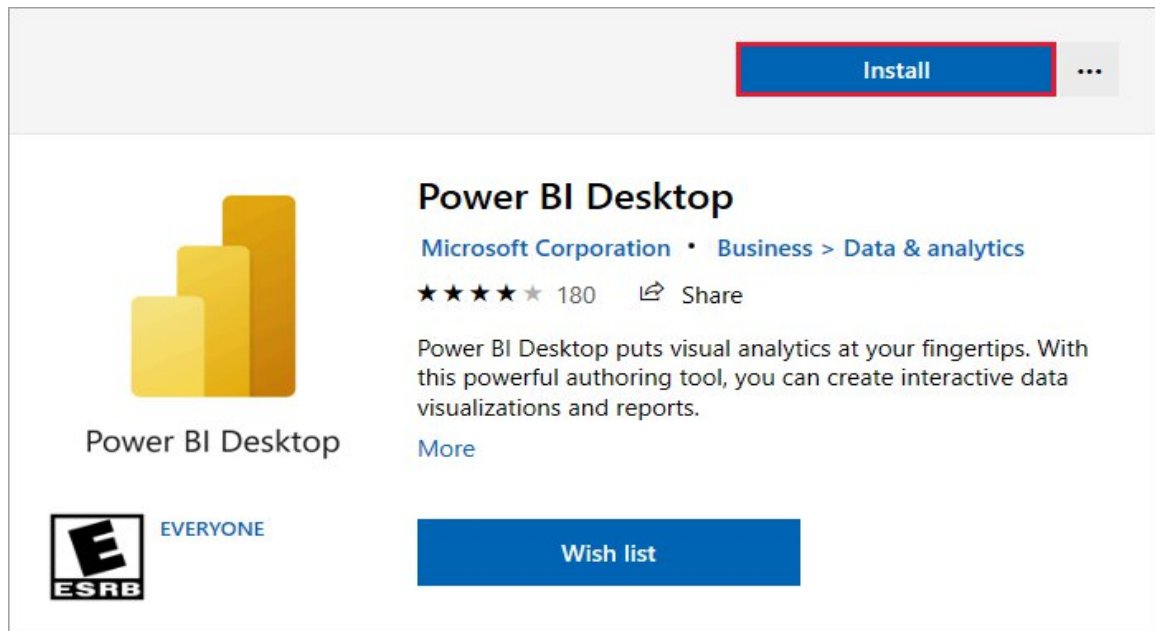 Install
...
Power BI Desktop
Microsoft Corporation • Business > Data & analytics
★★★★★ 180 Share
Power BI Desktop puts visual analytics at your fingertips. With
this powerful authoring tool, you can create interactive data
visualizations and reports.
More
Power BI Desktop
E
ESRB
EVERYONE
Wish list